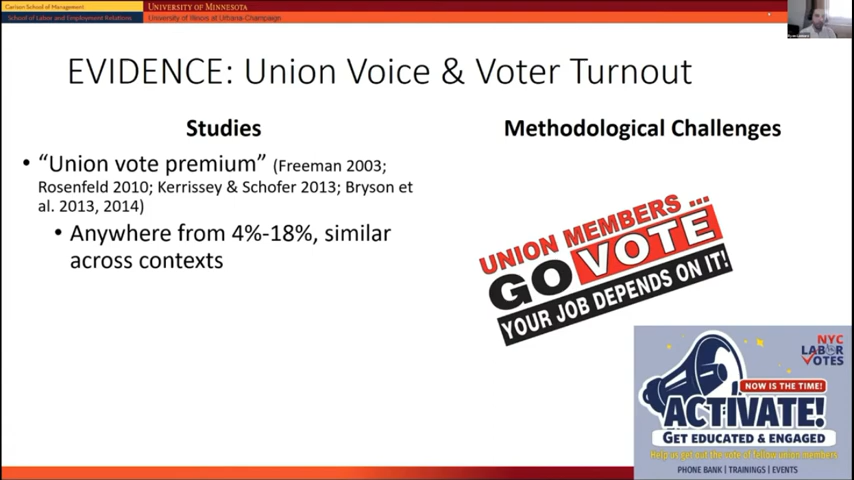 Carlson School of Management
UNIVERSITY OF MINNESOTA
School of Labor and Employment Relations
University of Illinois at Urbana-Champaign
EVIDENCE: Union Voice & Voter Turnout
Studies
• "Union vote premium" (Freeman 2003;
Rosenfeld 2010; Kerrissey & Schofer 2013; Bryson et
al. 2013, 2014)
• Anywhere from 4%-18%, similar
across contexts
Methodological Challenges
UNION MEMBERS ...
GO VOTE
YOUR JOB DEPENDS ON IT!
NYC
LABOR
VOTES
NOW IS THE TIME!
ACTIVATE!
GET EDUCATED & ENGAGED
Help us get out the vote of fellow union members
PHONE BANK | TRAININGS | EVENTS